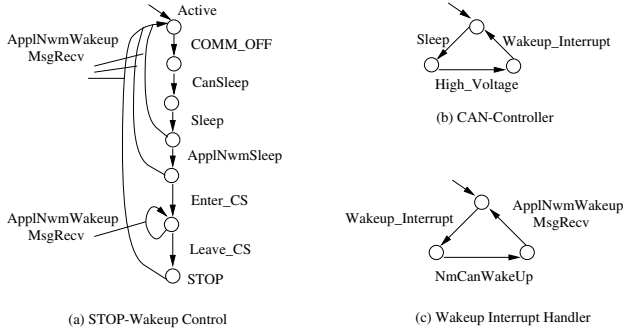 Active
ApplNwmWakeup
MsgRecv
COMM_OFF
CanSleep
Sleep
ApplNwmSleep
Enter_CS
ApplNwmWakeup
MsgRecv
Leave_CS
STOP
(a) STOP-Wakeup Control
Sleep
Wakeup_Interrupt
High_Voltage
(b) CAN-Controller
Wakeup_Interrupt
ApplNwmWakeup
MsgRecv
NmCanWakeUp
(c) Wakeup Interrupt Handler